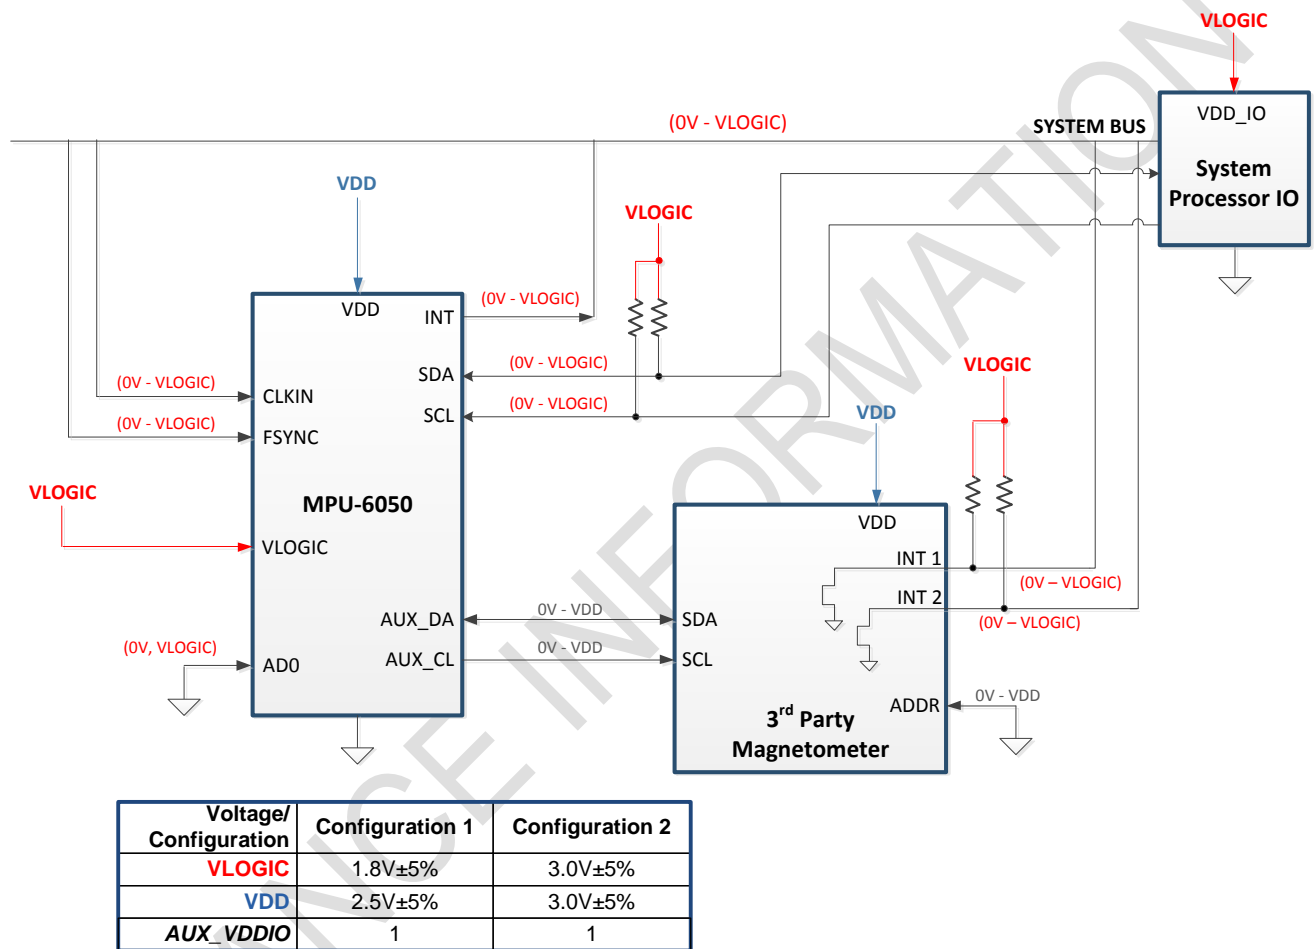 VLOGIC
VDD_IO
(0V - VLOGIC)
SYSTEM BUS
System
Processor IO
VDD
VLOGIC
VDD
INT
(0V - VLOGIC)
SDA
(0V - VLOGIC)
SCL
(0V - VLOGIC)
(0V - VLOGIC)
CLKIN
(0V - VLOGIC)
FSYNC
MPU-6050
VLOGIC
VLOGIC
AUX_DA
0V - VDD
AUX_CL
0V - VDD
(0V, VLOGIC)
AD0
VLOGIC
VDD
VDD
INT 1
(0V – VLOGIC)
INT 2
(0V – VLOGIC)
SDA
SCL
ADDR
0V - VDD
3rd Party
Magnetometer
Voltage/
Configuration
Configuration 1
Configuration 2
VLOGIC 1.8V±5% 3.0V±5%
VDD 2.5V±5% 3.0V±5%
AUX_VDDIO 1 1
ANCE INFORMATION